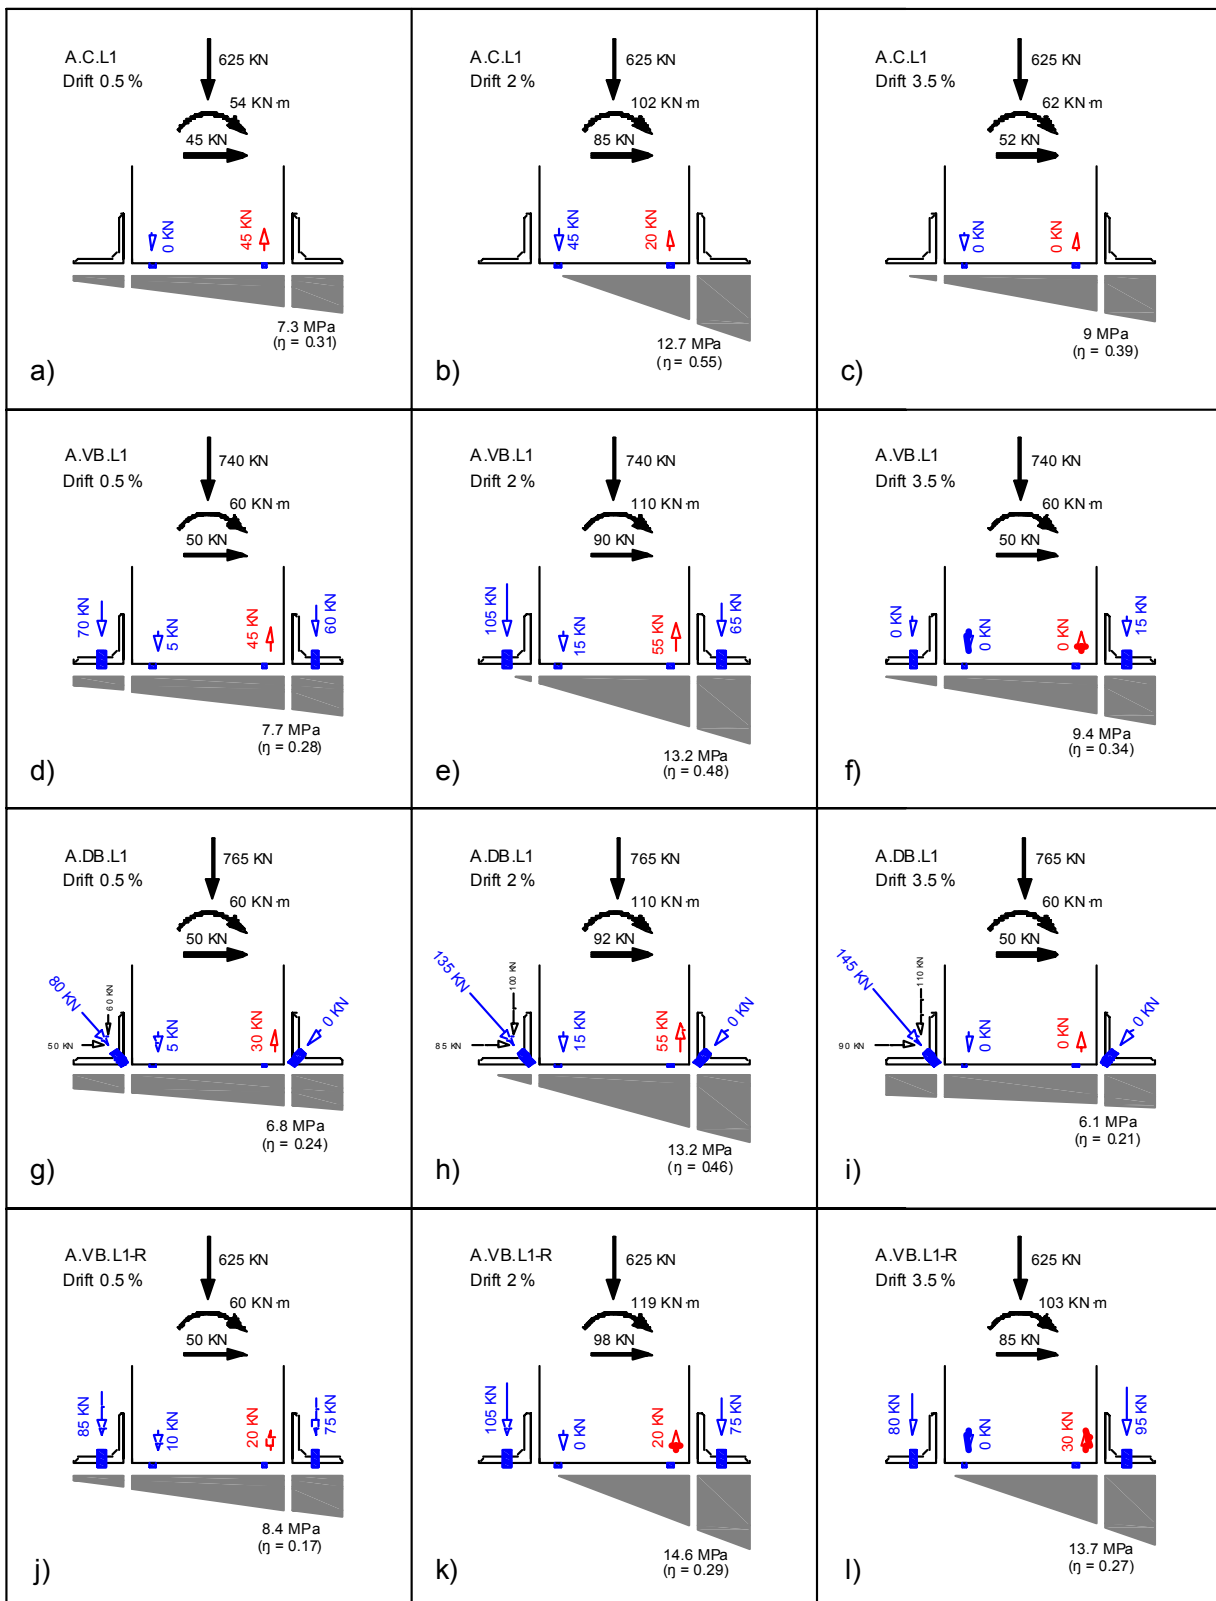 A.C.L1
Drift 0.5 %
625 KN
54 KN·m
45 KN
0 KN
45 KN
7.3 MPa
(η = 0.31)
a)
A.C.L1
Drift 2 %
625 KN
102 KN·m
85 KN
45 KN
20 KN
12.7 MPa
(η = 0.55)
b)
A.C.L1
Drift 3.5 %
625 KN
62 KN·m
52 KN
0 KN
0 KN
9 MPa
(η = 0.39)
c)
A.VB.L1
Drift 0.5 %
740 KN
60 KN·m
50 KN
70 KN
5 KN
45 KN
60 KN
7.7 MPa
(η = 0.28)
d)
A.VB.L1
Drift 2 %
740 KN
110 KN·m
90 KN
105 KN
15 KN
55 KN
65 KN
13.2 MPa
(η = 0.48)
e)
A.VB.L1
Drift 3.5 %
740 KN
60 KN·m
50 KN
0 KN
0 KN
0 KN
15 KN
9.4 MPa
(η = 0.34)
f)
A.DB.L1
Drift 0.5 %
765 KN
60 KN·m
50 KN
80 KN
60 KN
50 KN
5 KN
30 KN
0 KN
6.8 MPa
(η = 0.24)
g)
A.DB.L1
Drift 2 %
765 KN
110 KN·m
92 KN
135 KN
100 KN
85 KN
15 KN
55 KN
0 KN
13.2 MPa
(η = 0.46)
h)
A.DB.L1
Drift 3.5 %
765 KN
60 KN·m
50 KN
145 KN
110 KN
90 KN
0 KN
0 KN
0 KN
6.1 MPa
(η = 0.21)
i)
A.VB.L1-R
Drift 0.5 %
625 KN
60 KN·m
50 KN
85 KN
10 KN
20 KN
75 KN
8.4 MPa
(η = 0.17)
j)
A.VB.L1-R
Drift 2 %
625 KN
119 KN·m
98 KN
105 KN
0 KN
20 KN
75 KN
14.6 MPa
(η = 0.29)
k)
A.VB.L1-R
Drift 3.5 %
625 KN
103 KN·m
85 KN
80 KN
0 KN
30 KN
95 KN
13.7 MPa
(η = 0.27)
l)